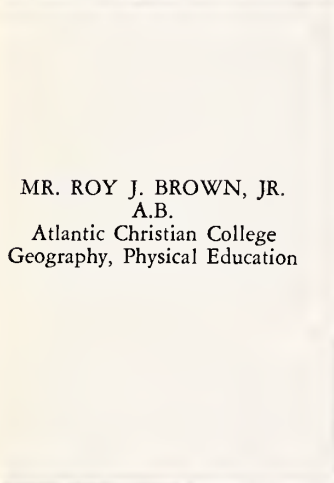 MR. ROY J. BROWN, JR.
A.B.
Atlantic Christian College
Geography, Physical Education